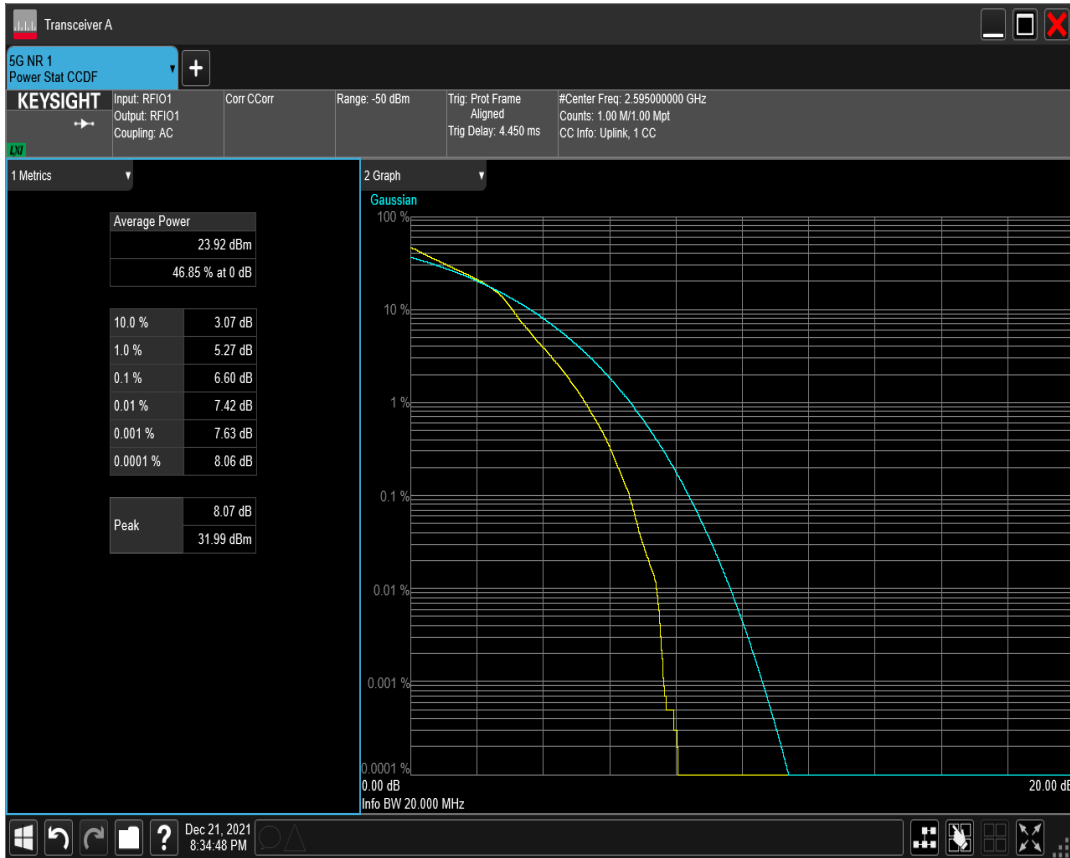 Transceiver A
5G NR 1
Power Stat CCDF
+
KEYSIGHT
LXI
Input: RFIO1
Output: RFIO1
Coupling: AC
Corr CCorr
Range: -50 dBm
Trig: Prot Frame
Aligned
Trig Delay: 4.450 ms
#Center Freq: 2.595000000 GHz
Counts: 1.00 M/1.00 Mpt
CC Info: Uplink, 1 CC
1 Metrics
Average Power
23.92 dBm
46.85 % at 0 dB
10.0 % 3.07 dB
1.0 % 5.27 dB
0.1 % 6.60 dB
0.01 % 7.42 dB
0.001 % 7.63 dB
0.0001 % 8.06 dB
Peak 8.07 dB
31.99 dBm
2 Graph
Gaussian
100 %
10 %
1 %
0.1 %
0.01 %
0.001 %
0.0001 %
0.00 dB 20.00 dB
Info BW 20.000 MHz
? Dec 21, 2021
8:34:48 PM